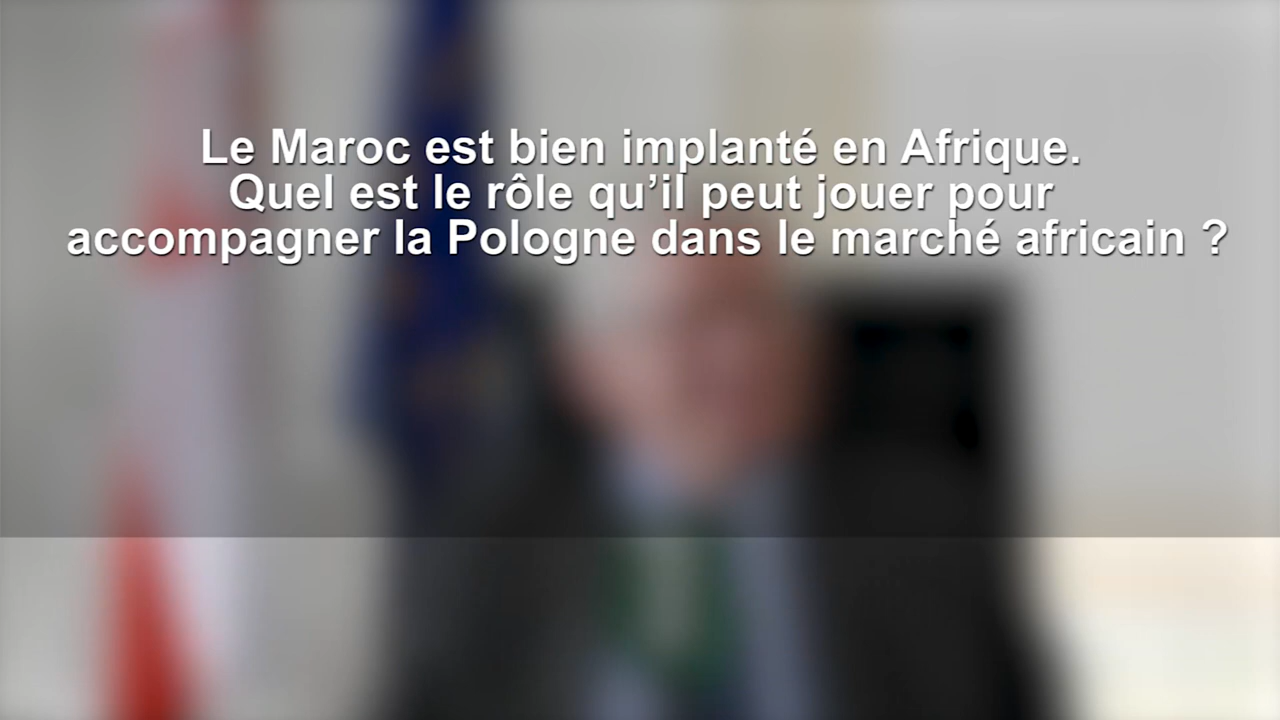 Le Maroc est bien implanté en Afrique.
Quel est le rôle qu’il peut jouer pour
accompagner la Pologne dans le marché africain ?